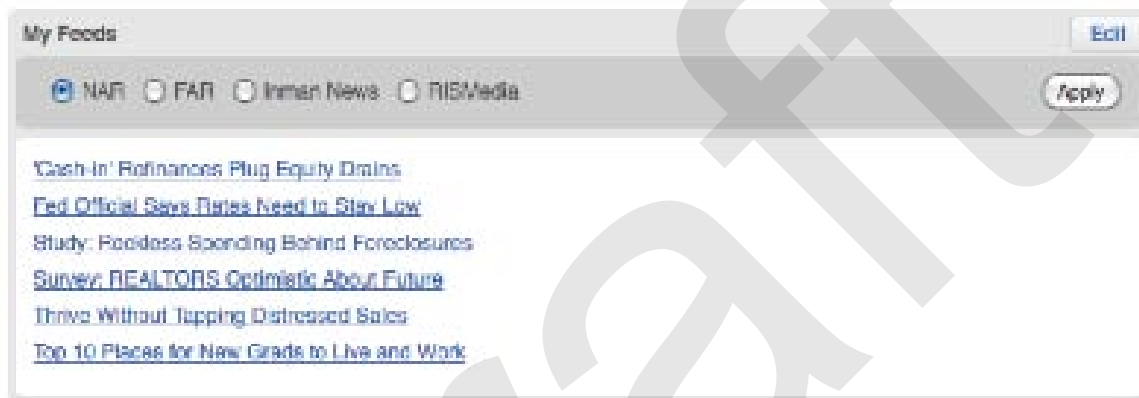 My Feeds Edit
NAR FAR Inman News RISMedia Apply
'Cash-In' Refinances Plug Equity Drains
Fed Official Says Rates Need to Stay Low
Study: Reckless Spending Behind Foreclosures
Survey: REALTORS Optimistic About Future
Thrive Without Tapping Distressed Sales
Top 10 Places for New Grads to Live and Work